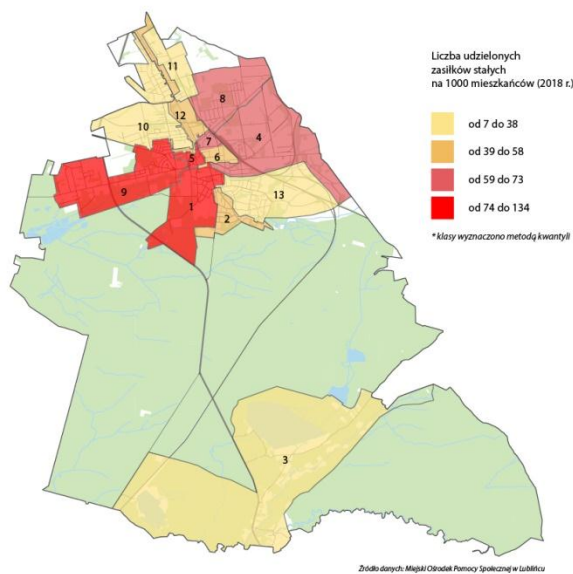 Liczba udzielonych
zasiłków stałych
na 1000 mieszkańców (2018 r.)
od 7 do 38
od 39 do 58
od 59 do 73
od 74 do 134
* klasy wyznaczono metodą kwantyli
11
8
12
10
4
7
5
6
9
13
1
2
3
Źródło danych: Miejski Ośrodek Pomocy Społecznej w Lublińcu